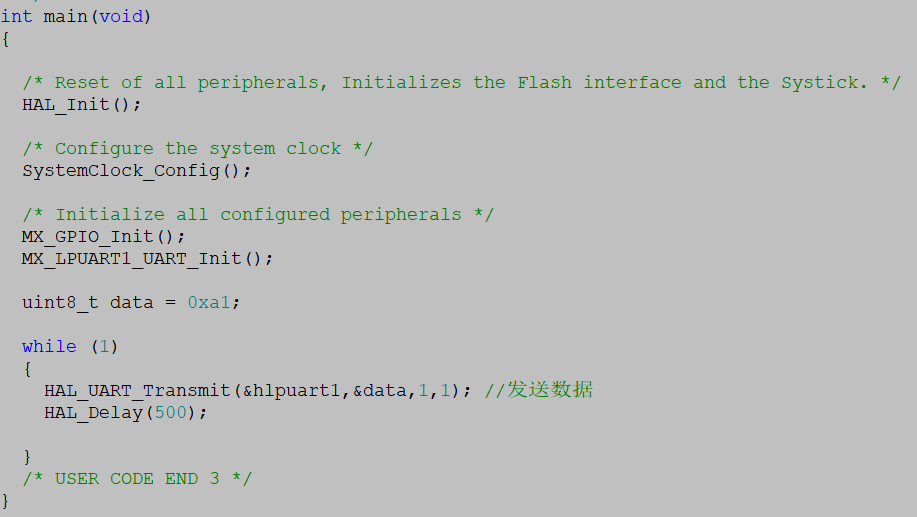 int main(void)
{
/* Reset of all peripherals, Initializes the Flash interface and the Systick. */
HAL_Init();
/* Configure the system clock */
SystemClock_Config();
/* Initialize all configured peripherals */
MX_GPIO_Init();
MX_LPUART1_UART_Init();
uint8_t data = 0xa1;
while (1)
{
HAL_UART_Transmit(&hlpuart1,&data,1,1); //发送数据
HAL_Delay(500);
}
/* USER CODE END 3 */
}